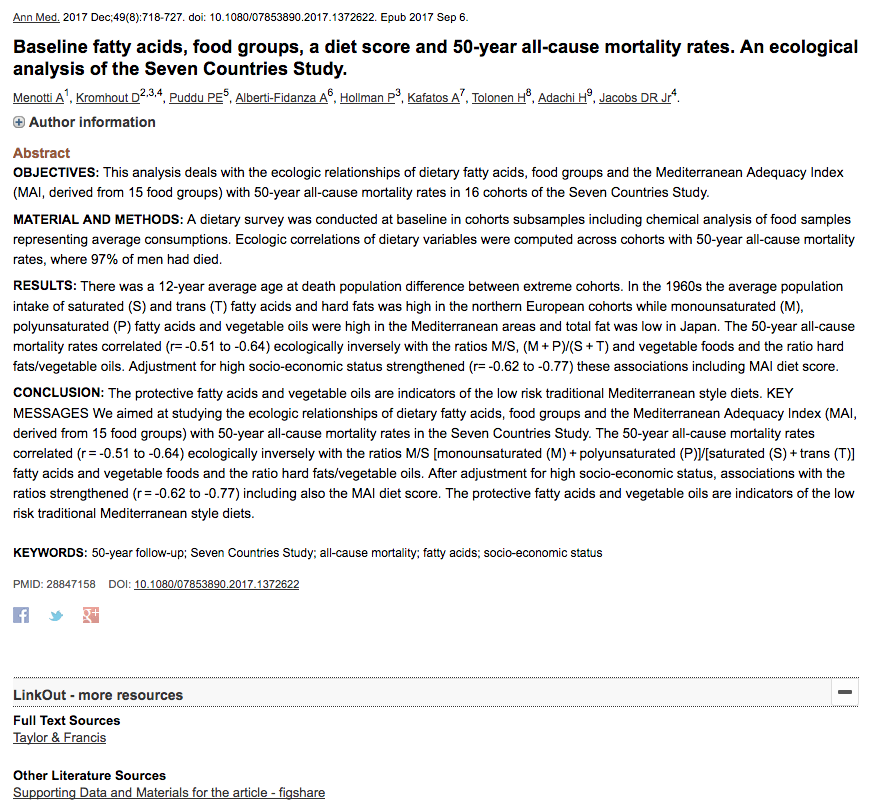 Ann Med. 2017 Dec;49(8):718-727. doi: 10.1080/07853890.2017.1372622. Epub 2017 Sep 6.
Baseline fatty acids, food groups, a diet score and 50-year all-cause mortality rates. An ecological
analysis of the Seven Countries Study.
Menotti A1, Kromhout D2,3,4, Puddu PE5, Alberti-Fidanza A6, Hollman P3, Kafatos A7, Tolonen H8, Adachi H9, Jacobs DR Jr4.
Author information
Abstract
OBJECTIVES: This analysis deals with the ecologic relationships of dietary fatty acids, food groups and the Mediterranean Adequacy Index
(MAI, derived from 15 food groups) with 50-year all-cause mortality rates in 16 cohorts of the Seven Countries Study.
MATERIAL AND METHODS: A dietary survey was conducted at baseline in cohorts subsamples including chemical analysis of food samples
representing average consumptions. Ecologic correlations of dietary variables were computed across cohorts with 50-year all-cause mortality
rates, where 97% of men had died.
RESULTS: There was a 12-year average age at death population difference between extreme cohorts. In the 1960s the average population
intake of saturated (S) and trans (T) fatty acids and hard fats was high in the northern European cohorts while monounsaturated (M),
polyunsaturated (P) fatty acids and vegetable oils were high in the Mediterranean areas and total fat was low in Japan. The 50-year all-cause
mortality rates correlated (r= -0.51 to -0.64) ecologically inversely with the ratios M/S, (M + P)/(S + T) and vegetable foods and the ratio hard
fats/vegetable oils. Adjustment for high socio-economic status strengthened (r= -0.62 to -0.77) these associations including MAI diet score.
CONCLUSION: The protective fatty acids and vegetable oils are indicators of the low risk traditional Mediterranean style diets. KEY
MESSAGES We aimed at studying the ecologic relationships of dietary fatty acids, food groups and the Mediterranean Adequacy Index (MAI,
derived from 15 food groups) with 50-year all-cause mortality rates in the Seven Countries Study. The 50-year all-cause mortality rates
correlated (r = -0.51 to -0.64) ecologically inversely with the ratios M/S [monounsaturated (M) + polyunsaturated (P)]/[saturated (S) + trans (T)]
fatty acids and vegetable foods and the ratio hard fats/vegetable oils. After adjustment for high socio-economic status, associations with the
ratios strengthened (r = -0.62 to -0.77) including also the MAI diet score. The protective fatty acids and vegetable oils are indicators of the low
risk traditional Mediterranean style diets.
KEYWORDS: 50-year follow-up; Seven Countries Study; all-cause mortality; fatty acids; socio-economic status
PMID: 28847158 DOI: 10.1080/07853890.2017.1372622
LinkOut - more resources
Full Text Sources
Taylor & Francis
Other Literature Sources
Supporting Data and Materials for the article - figshare